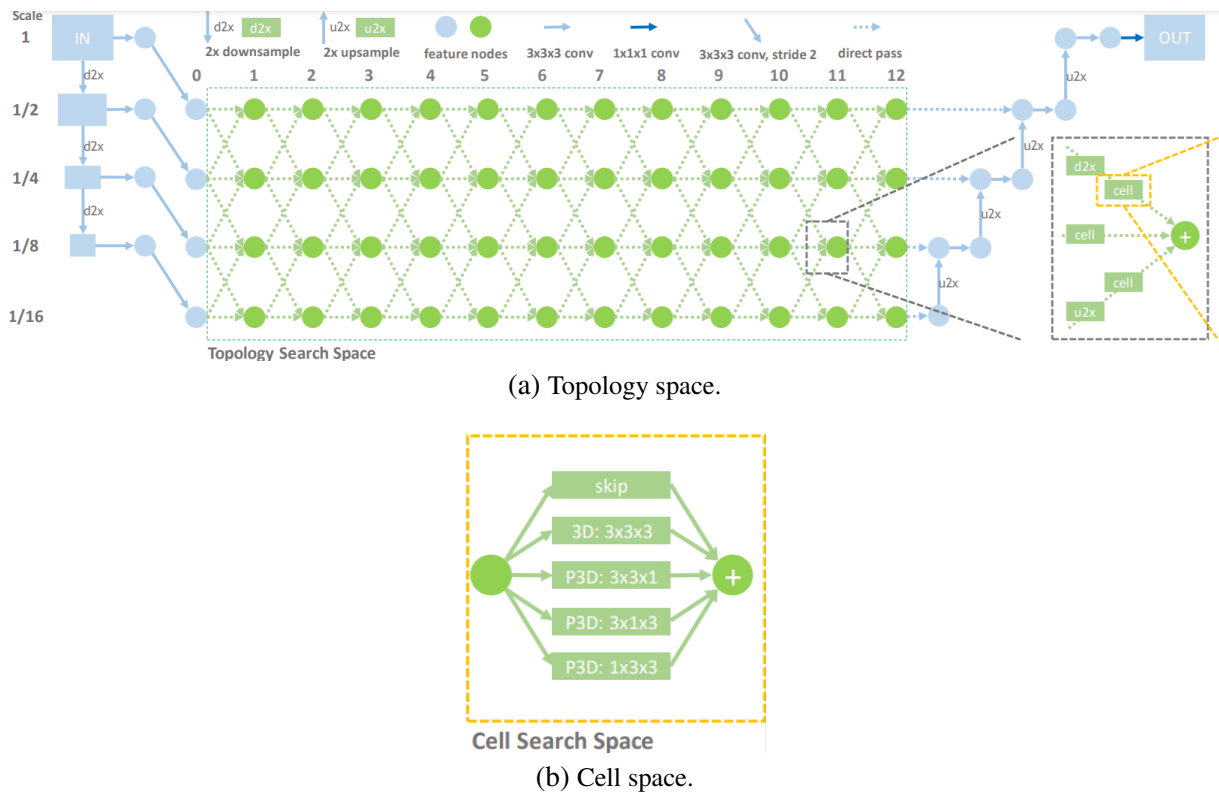 Scale
1 IN d2x d2x u2x u2x OUT
2x downsample 2x upsample feature nodes 3x3x3 conv 1x1x1 conv 3x3x3 conv, stride 2 direct pass
d2x u2x
0 1 2 3 4 5 6 7 8 9 10 11 12
1/2
d2x u2x
d2x
1/4 cell
d2x u2x
cell +
1/8
cell
u2x
u2x
1/16
Topology Search Space
(a) Topology space.
skip
3D: 3x3x3
P3D: 3x3x1 +
P3D: 3x1x3
P3D: 1x3x3
Cell Search Space
(b) Cell space.